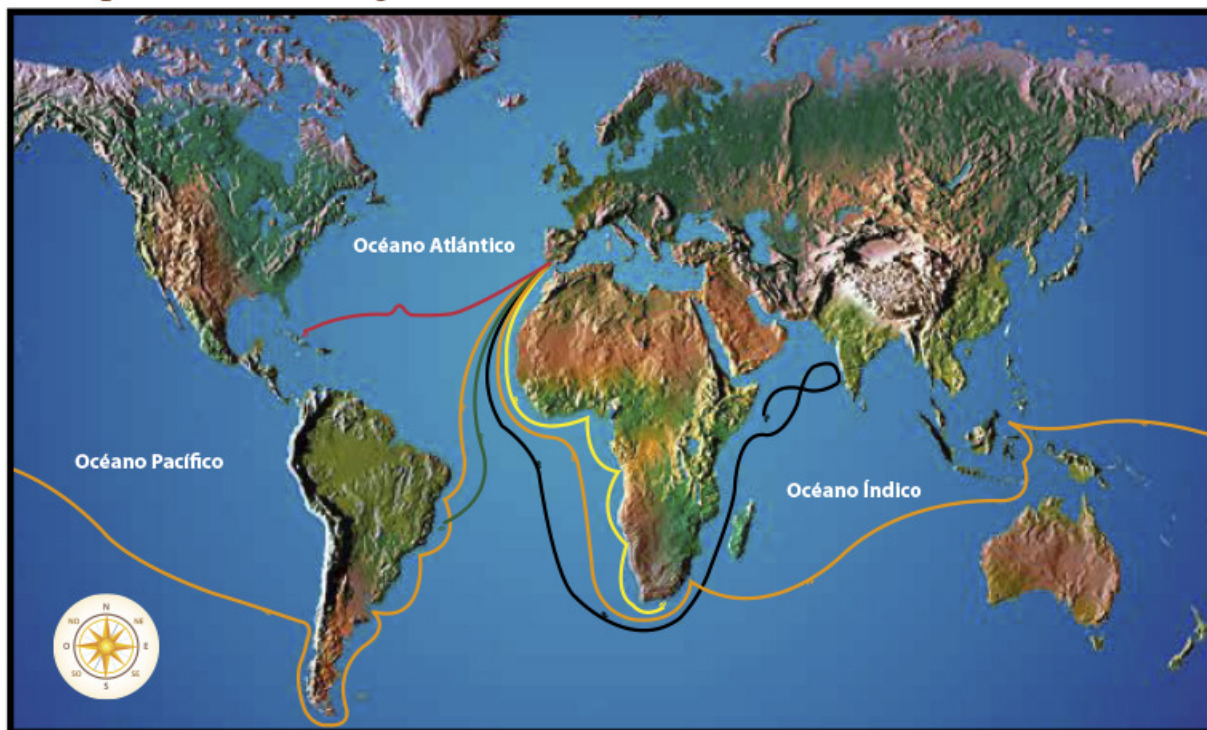 Océano Atlántico
Océano Pacífico
Océano Índico
N
NO
NE
O
E
SO
SE
S